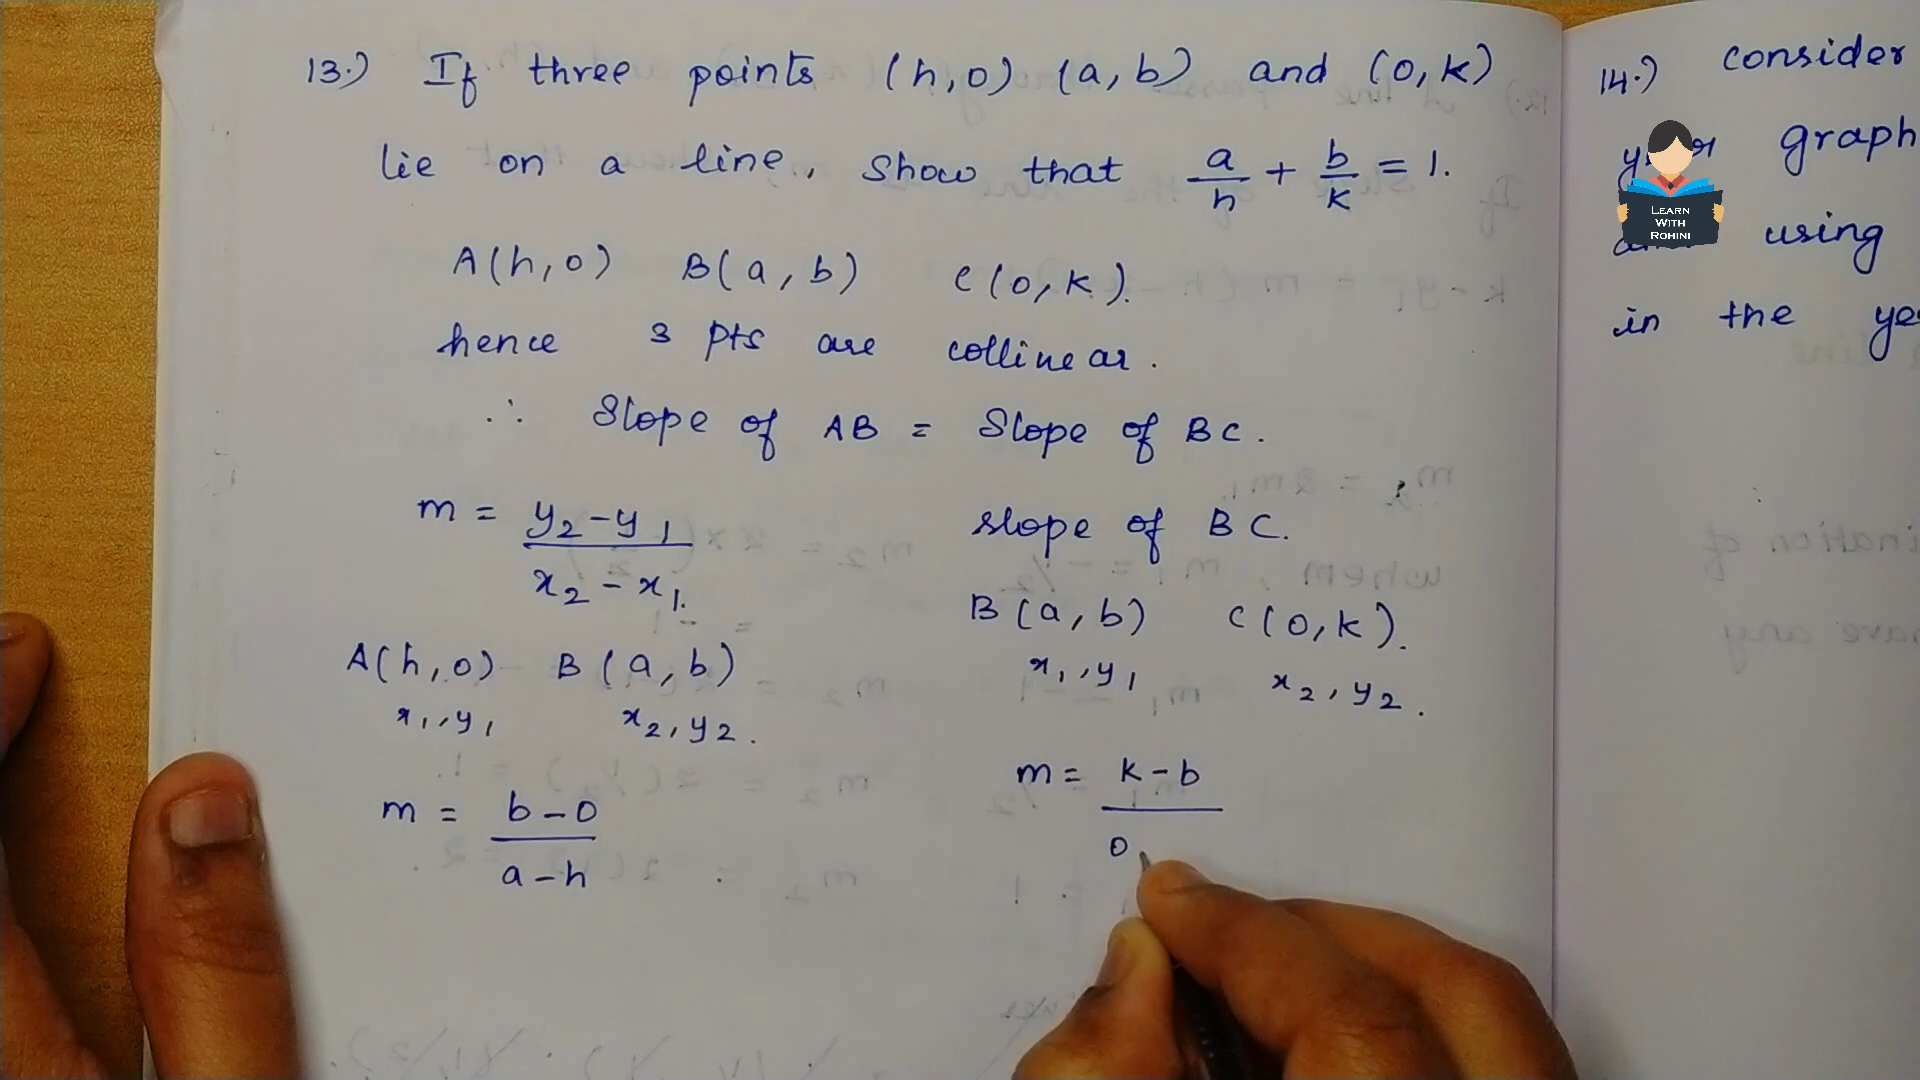 13.) If three points (h,0) (a,b) and (0,k)
lie on a line, Show that a/h + b/k = 1.
A(h,0) B(a,b) C(0,k).
hence 3 pts are collinear.
∴ Slope of AB = Slope of BC.
m = y2-y1 / x2-x1.
A(h,0) B(a,b)
x1,y1 x2,y2.
m = b-0 / a-h
slope of BC.
B(a,b) C(0,k).
x1,y1 x2,y2.
m = k-b / 0
14.) consider
graph
using
in the
LEARN
WITH
ROHINI